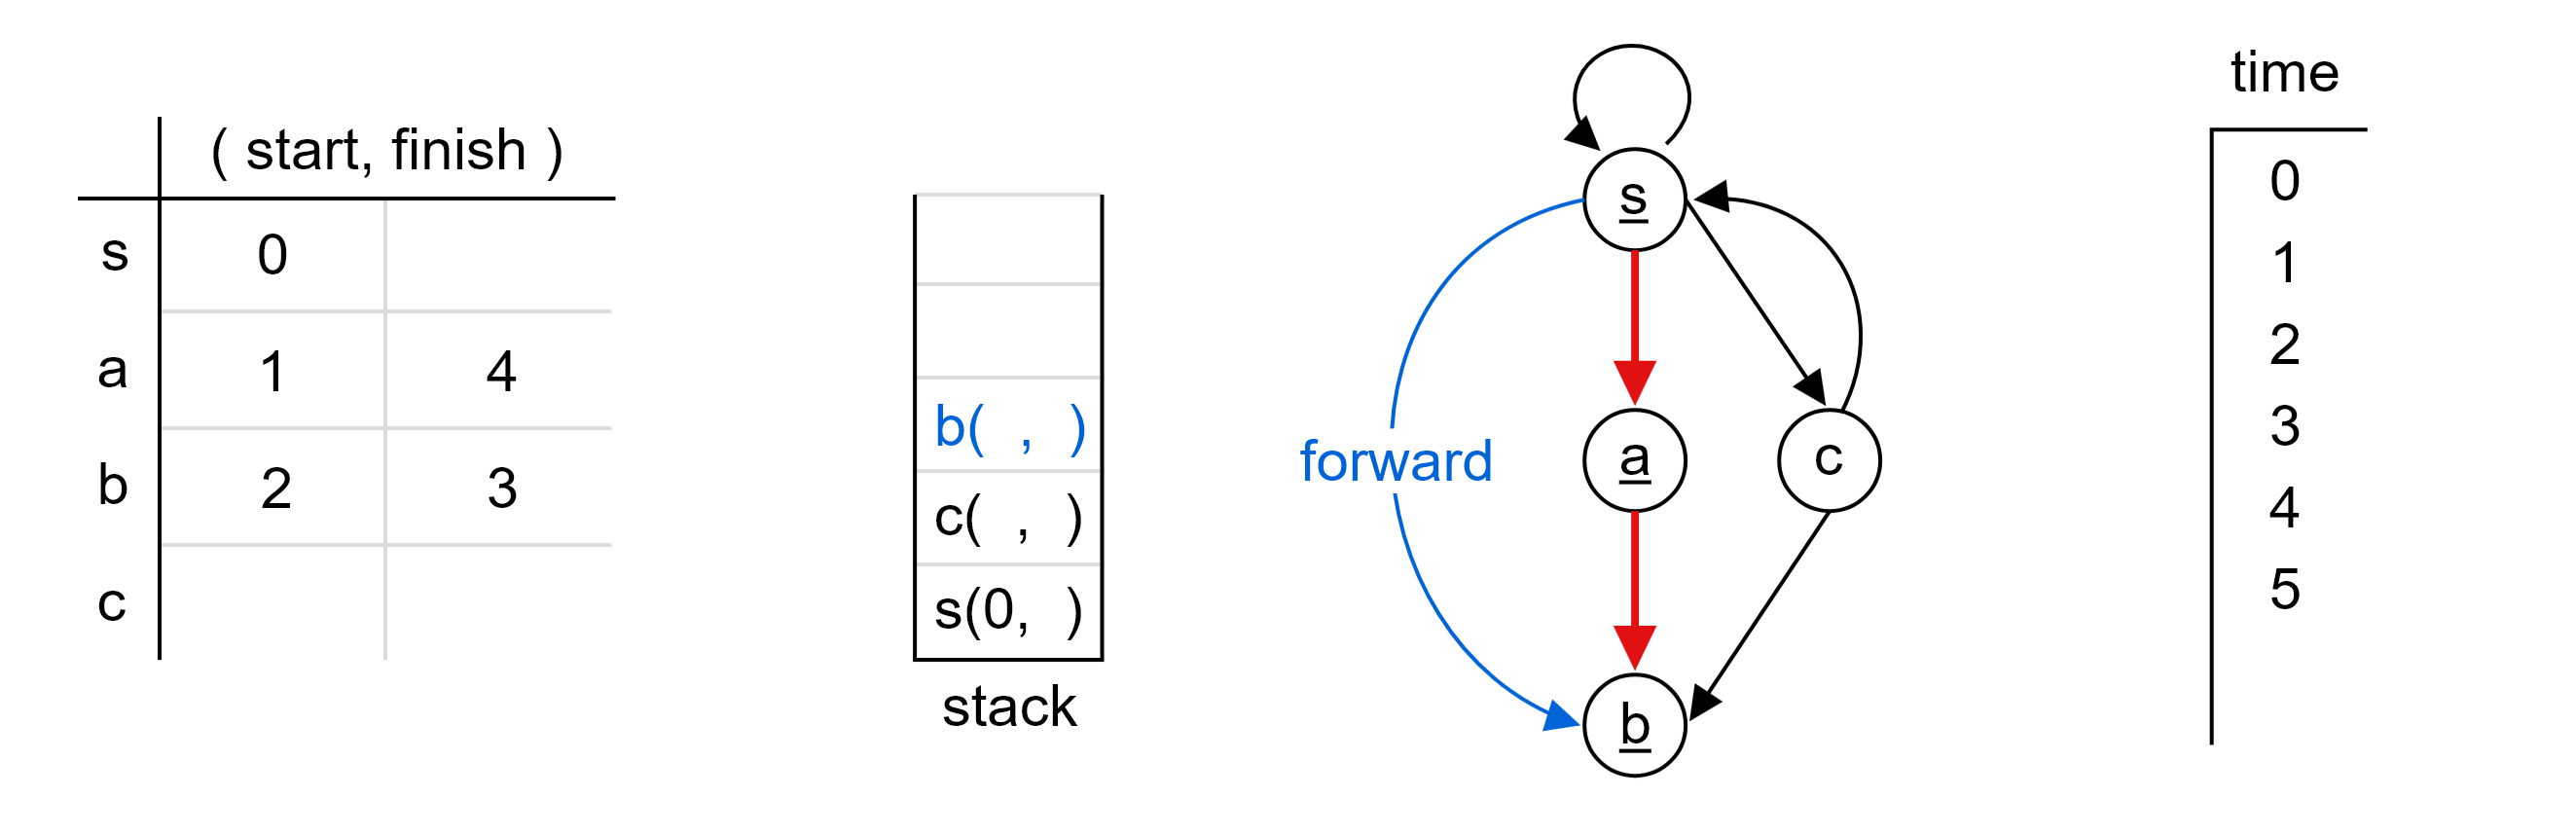 ( start, finish )
s 0
a 1 4
b 2 3
c
b( , )
c( , )
s(0, )
stack
s
forward
a
c
b
time
0
1
2
3
4
5